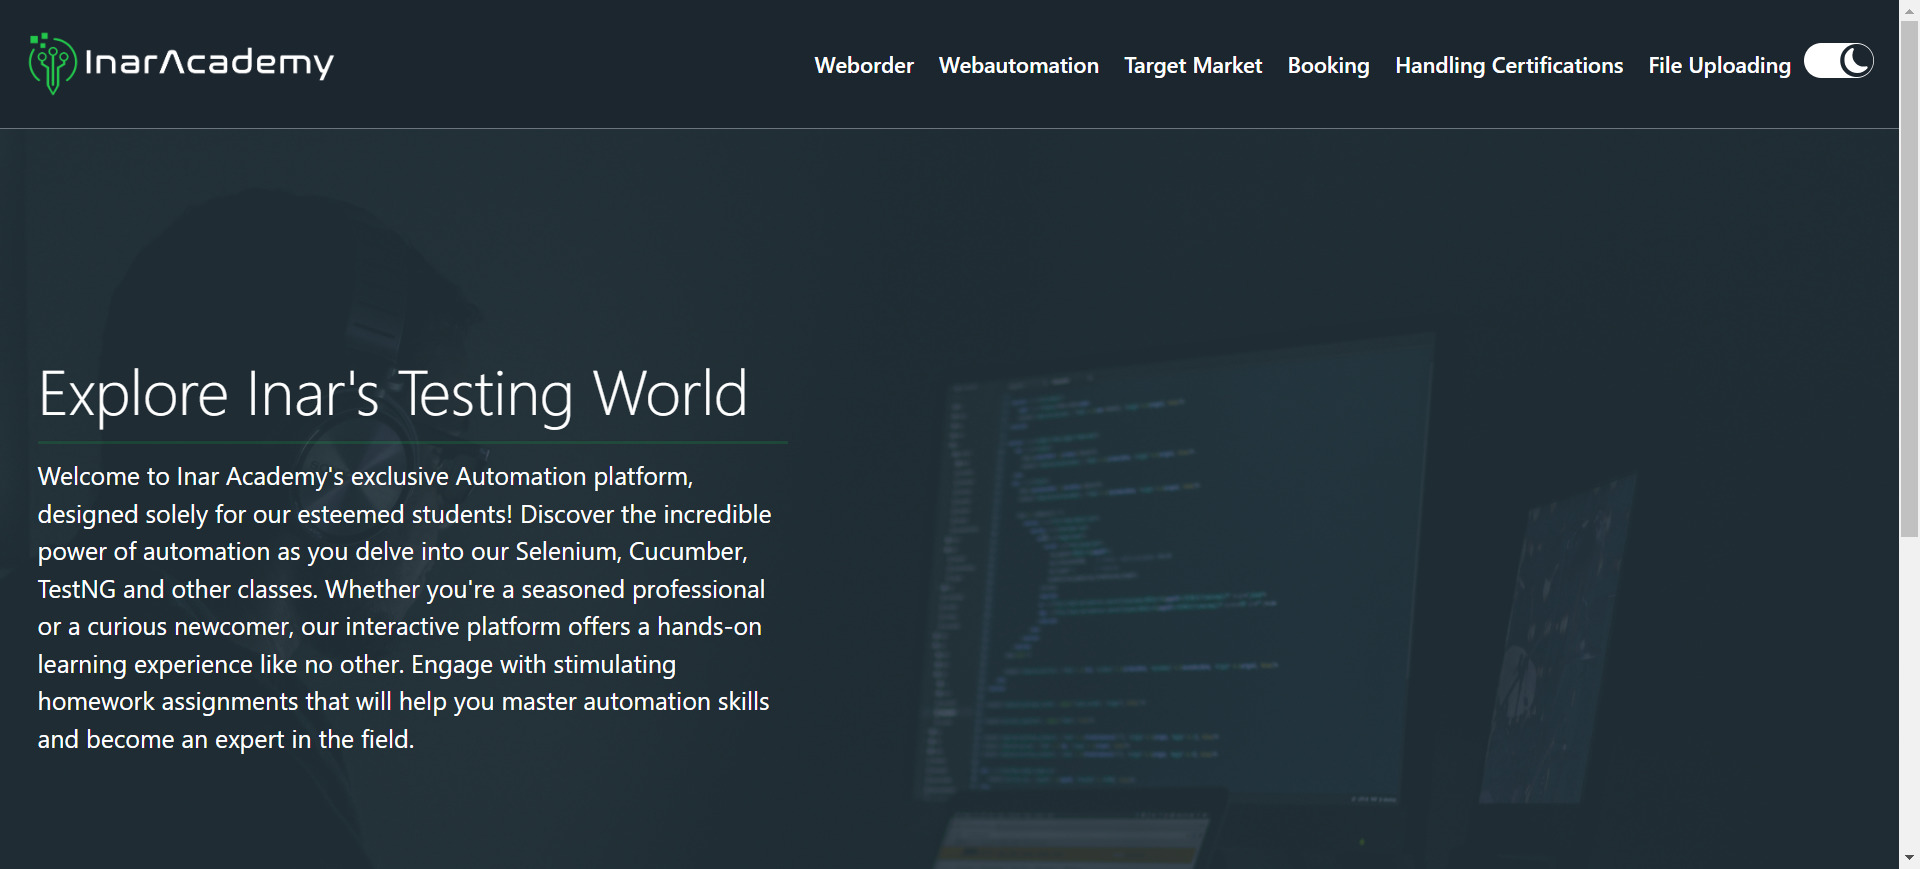 InarAcademy
Weborder Webautomation Target Market Booking Handling Certifications File Uploading
Explore Inar's Testing World
Welcome to Inar Academy's exclusive Automation platform,
designed solely for our esteemed students! Discover the incredible
power of automation as you delve into our Selenium, Cucumber,
TestNG and other classes. Whether you're a seasoned professional
or a curious newcomer, our interactive platform offers a hands-on
learning experience like no other. Engage with stimulating
homework assignments that will help you master automation skills
and become an expert in the field.